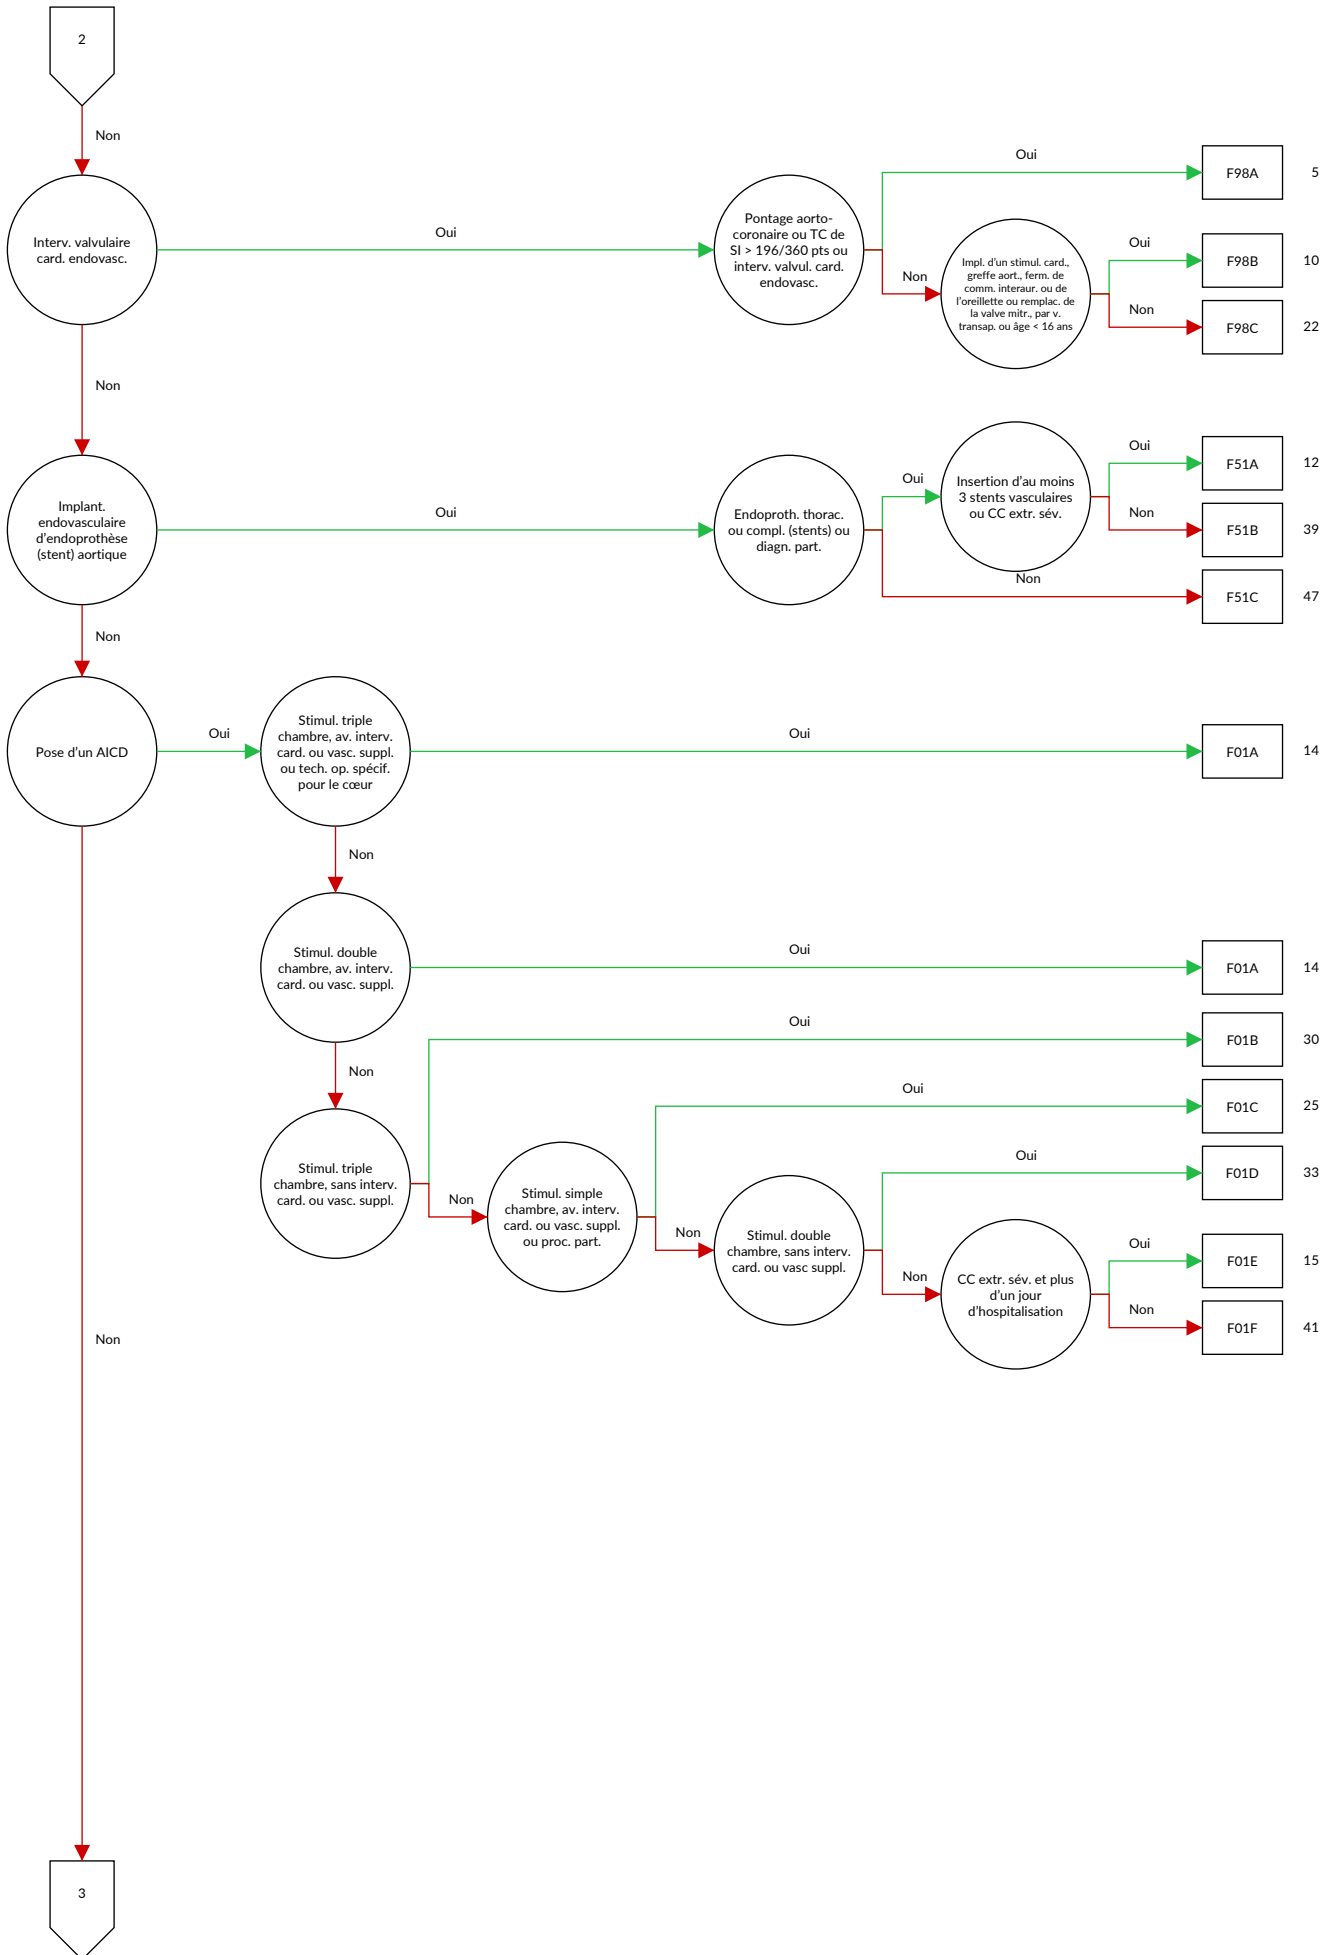 2
Non
Interv. valvulaire
card. endovasc.
Oui
Pontage aorto-
coronaire ou TC de
SI > 196/360 pts ou
interv. valvul. card.
endovasc.
Oui
F98A
5
Non
Impl. d'un stimul. card.,
greffe aort., ferm. de
comm. interaur. ou de
l'oreillette ou remplac. de
la valve mitr., par v.
transap. ou âge < 16 ans
Oui
F98B
10
Non
F98C
22
Non
Implant.
endovasculaire
d'endoprothèse
(stent) aortique
Oui
Endoproth. thorac.
ou compl. (stents) ou
diagn. part.
Oui
Insertion d'au moins
3 stents vasculaires
ou CC extr. sév.
Oui
F51A
12
Non
F51B
39
Non
F51C
47
Non
Pose d'un AICD
Oui
Stimul. triple
chambre, av. interv.
card. ou vasc. suppl.
ou tech. op. spécif.
pour le cœur
Oui
F01A
14
Non
Stimul. double
chambre, av. interv.
card. ou vasc. suppl.
Oui
F01A
14
Non
Stimul. triple
chambre, sans interv.
card. ou vasc. suppl.
Oui
F01B
30
Non
Stimul. simple
chambre, av. interv.
card. ou vasc. suppl.
ou proc. part.
Oui
F01C
25
Non
Stimul. double
chambre, sans interv.
card. ou vasc suppl.
Oui
F01D
33
Non
CC extr. sév. et plus
d'un jour
d'hospitalisation
Oui
F01E
15
Non
F01F
41
Non
3